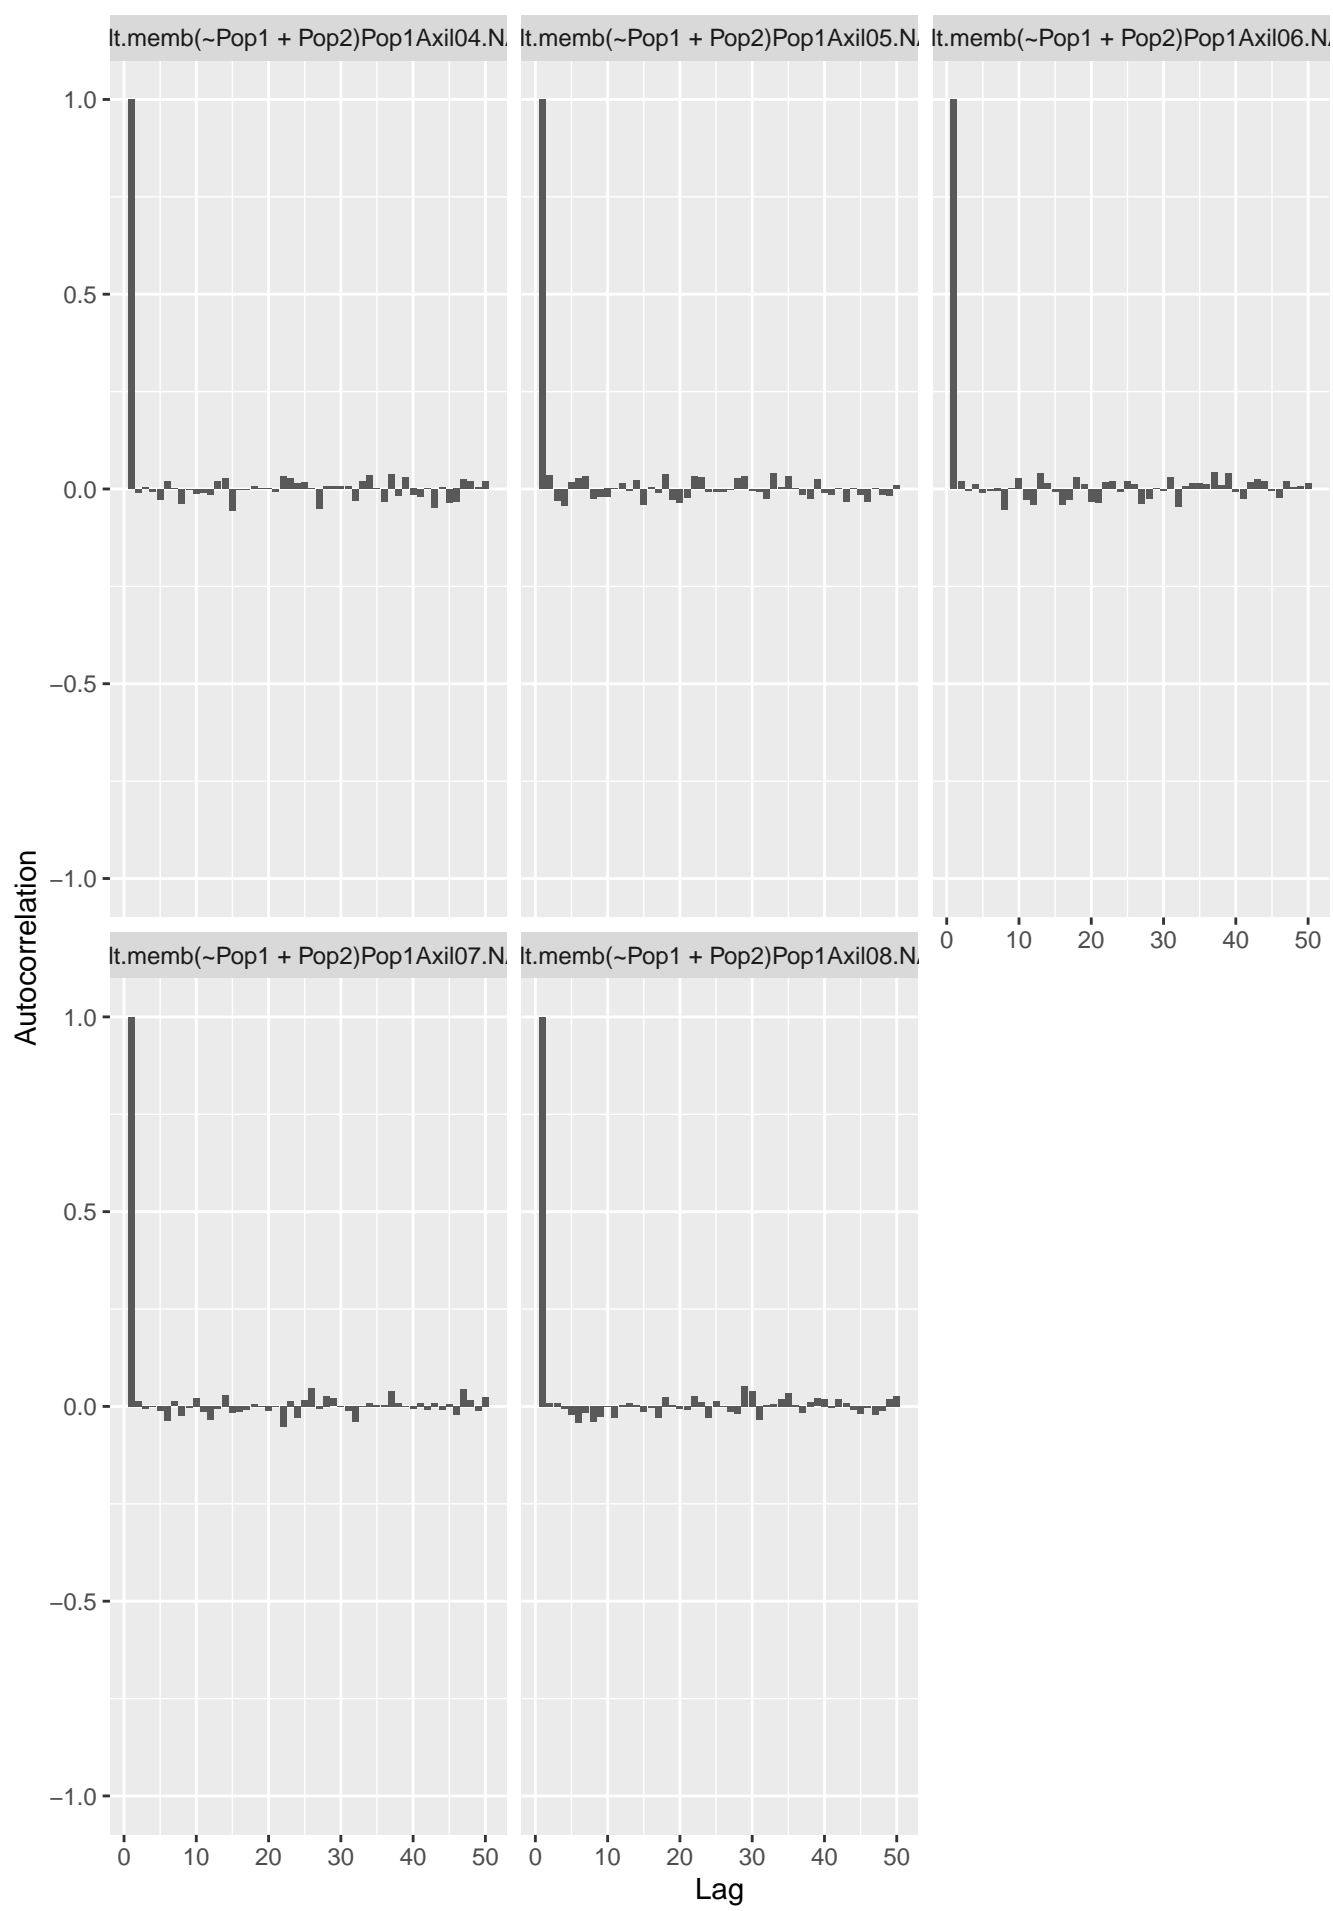 lt.memb(~Pop1 + Pop2)Pop1Axil04.N
lt.memb(~Pop1 + Pop2)Pop1Axil05.N
lt.memb(~Pop1 + Pop2)Pop1Axil06.N
1.0
0.5
0.0
−0.5
−1.0
0 10 20 30 40 50
lt.memb(~Pop1 + Pop2)Pop1Axil07.N
lt.memb(~Pop1 + Pop2)Pop1Axil08.N
1.0
0.5
0.0
−0.5
−1.0
0 10 20 30 40 50
0 10 20 30 40 50
Autocorrelation
Lag